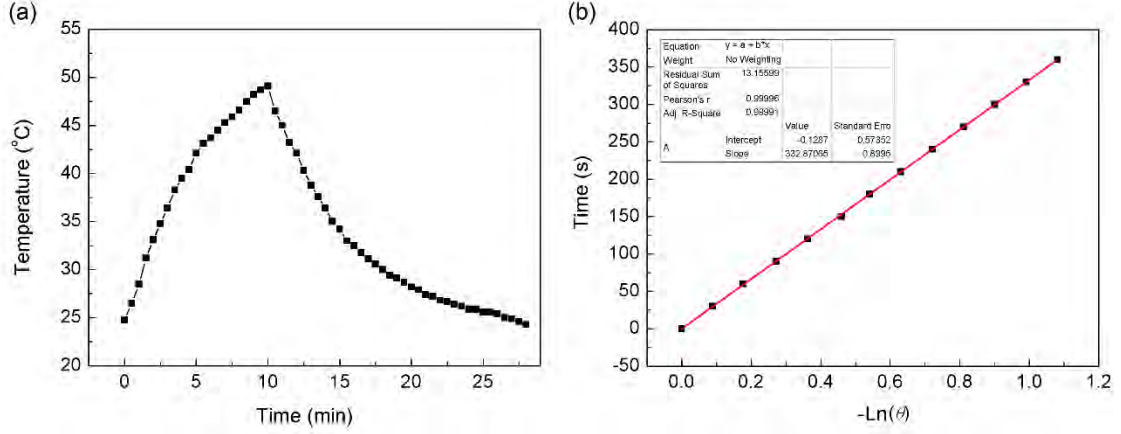 (a)
55
50
45
40
35
30
25
20
Temperature (°C)
0 5 10 15 20 25
Time (min)
(b)
400
350
300
250
200
150
100
50
0
-50
Time (s)
Equation y = a + b*x
Weight No Weighting
Residual Sum of Squares 13.15599
Pearson's r 0.99996
Adj. R-Square 0.99991
Value Standard Erro
A Intercept -0.1287 0.57352
Slope 332.87065 0.8996
0.0 0.2 0.4 0.6 0.8 1.0 1.2
-Ln(θ)